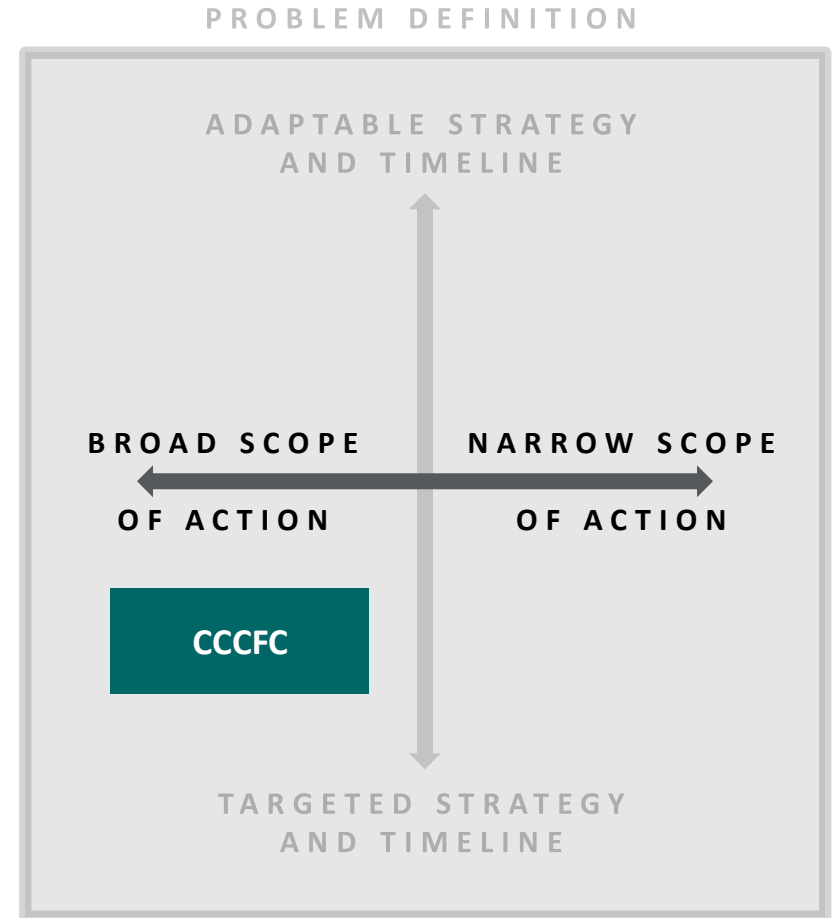 PROBLEM DEFINITION
ADAPTABLE STRATEGY
AND TIMELINE
BROAD SCOPE
OF ACTION
NARROW SCOPE
OF ACTION
CCCFC
TARGETED STRATEGY
AND TIMELINE